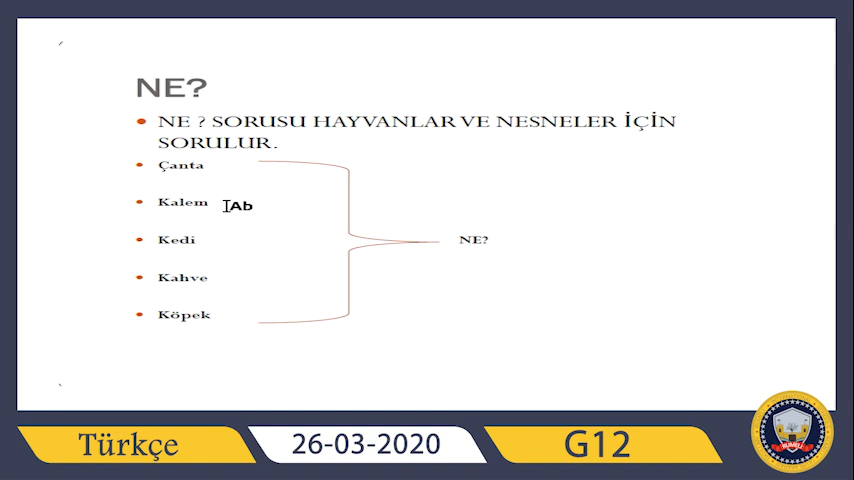 NE?
NE ? SORUSU HAYVANLAR VE NESNELER İÇİN
SORULUR.
Çanta
Kalem
Ab
Kedi
NE?
Kahve
Köpek
Türkçe
26-03-2020
G12
RUMELI